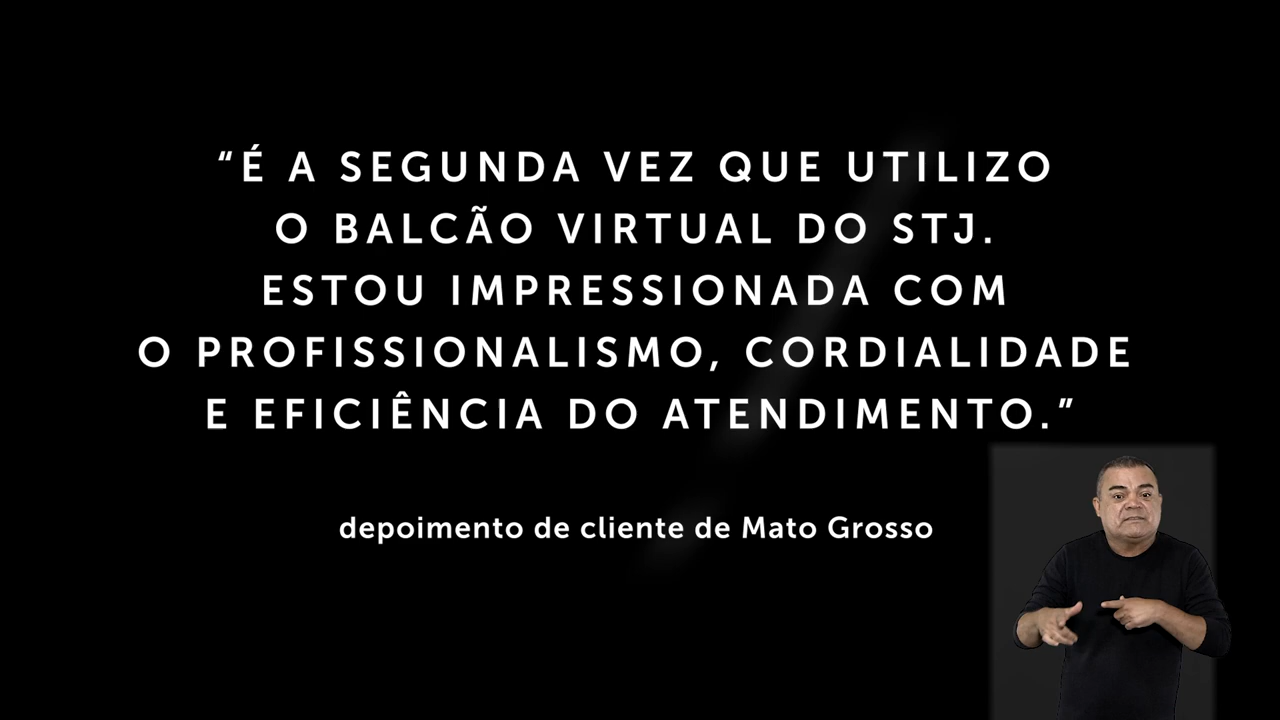 “É A SEGUNDA VEZ QUE UTILIZO
O BALCÃO VIRTUAL DO STJ.
ESTOU IMPRESSIONADA COM
O PROFISSIONALISMO, CORDIALIDADE
E EFICIÊNCIA DO ATENDIMENTO.”
depoimento de cliente de Mato Grosso